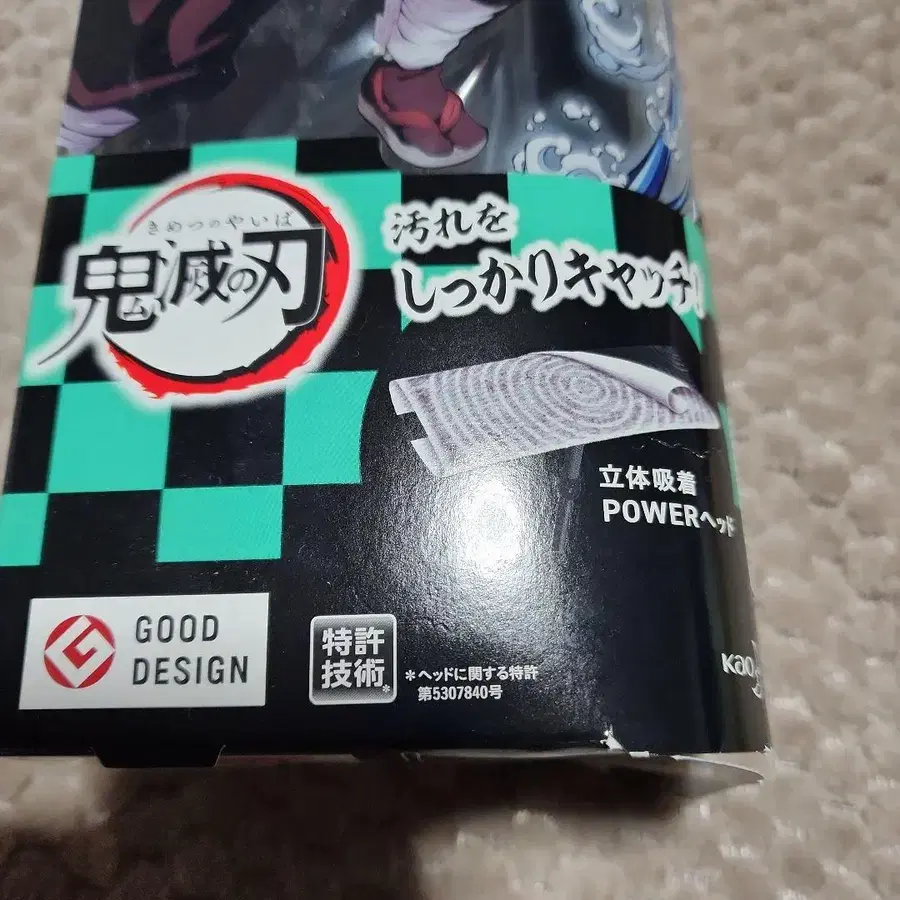 きめつのやいば
鬼滅の刃
汚れを
しっかりキャッチ!
立体吸着
POWERヘッド
GOOD
DESIGN
特許
技術*
*ヘッドに関する特許
第5307840号
Kao